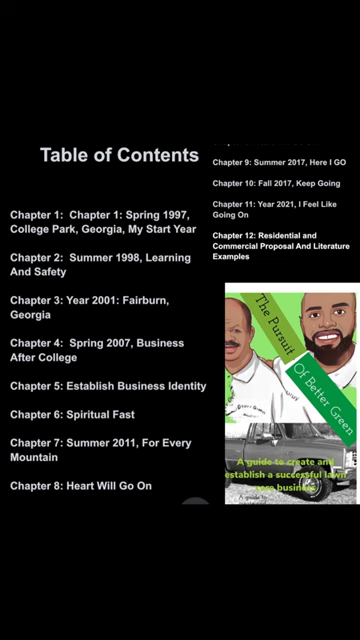 Table of Contents
Chapter 1:  Chapter 1: Spring 1997,
College Park, Georgia, My Start Year
Chapter 2:  Summer 1998, Learning
And Safety
Chapter 3: Year 2001: Fairburn,
Georgia
Chapter 4:  Spring 2007, Business
After College
Chapter 5: Establish Business Identity
Chapter 6: Spiritual Fast
Chapter 7: Summer 2011, For Every
Mountain
Chapter 8: Heart Will Go On
Chapter 9: Summer 2017, Here I GO
Chapter 10: Fall 2017, Keep Going
Chapter 11: Year 2021, I Feel Like
Going On
Chapter 12: Residential and
Commercial Proposal And Literature
Examples
The Pursuit
Of Better Green
A guide to create and
establish a successful lawn
care business
A guide to